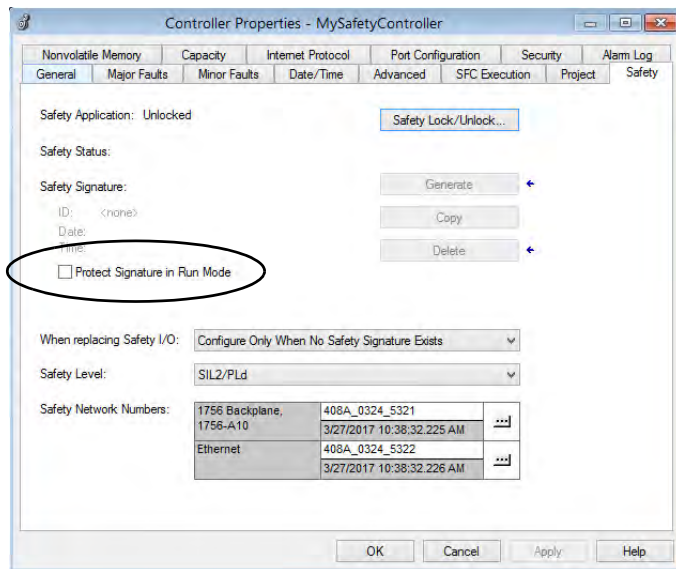 Controller Properties - MySafetyController
Nonvolatile Memory Capacity Internet Protocol Port Configuration Security Alarm Log
General Major Faults Minor Faults Date/Time Advanced SFC Execution Project Safety
Safety Application: Unlocked
Safety Lock/Unlock...
Safety Status:
Safety Signature:
Generate
ID: <none>
Copy
Date:
Time:
Delete
Protect Signature in Run Mode
When replacing Safety I/O: Configure Only When No Safety Signature Exists
Safety Level: SIL2/PLd
Safety Network Numbers: 1756 Backplane, 408A_0324_5321
1756-A10 3/27/2017 10:38:32.225 AM
Ethernet 408A_0324_5322
3/27/2017 10:38:32.226 AM
OK Cancel Apply Help